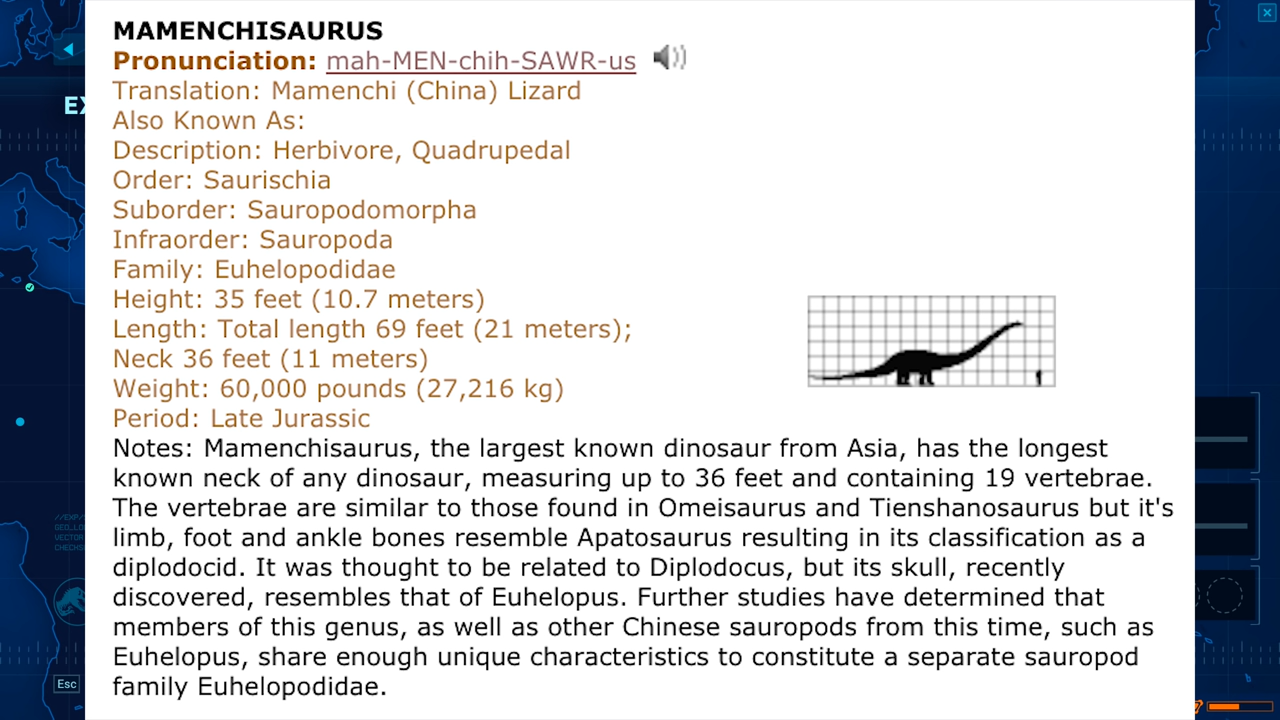 MAMENCHISAURUS
Pronunciation: mah-MEN-chih-SAWR-us
Translation: Mamenchi (China) Lizard
Also Known As:
Description: Herbivore, Quadrupedal
Order: Saurischia
Suborder: Sauropodomorpha
Infraorder: Sauropoda
Family: Euhelopodidae
Height: 35 feet (10.7 meters)
Length: Total length 69 feet (21 meters);
Neck 36 feet (11 meters)
Weight: 60,000 pounds (27,216 kg)
Period: Late Jurassic
Notes: Mamenchisaurus, the largest known dinosaur from Asia, has the longest
known neck of any dinosaur, measuring up to 36 feet and containing 19 vertebrae.
The vertebrae are similar to those found in Omeisaurus and Tienshanosaurus but it's
limb, foot and ankle bones resemble Apatosaurus resulting in its classification as a
diplodocid. It was thought to be related to Diplodocus, but its skull, recently
discovered, resembles that of Euhelopus. Further studies have determined that
members of this genus, as well as other Chinese sauropods from this time, such as
Euhelopus, share enough unique characteristics to constitute a separate sauropod
family Euhelopodidae.
Esc